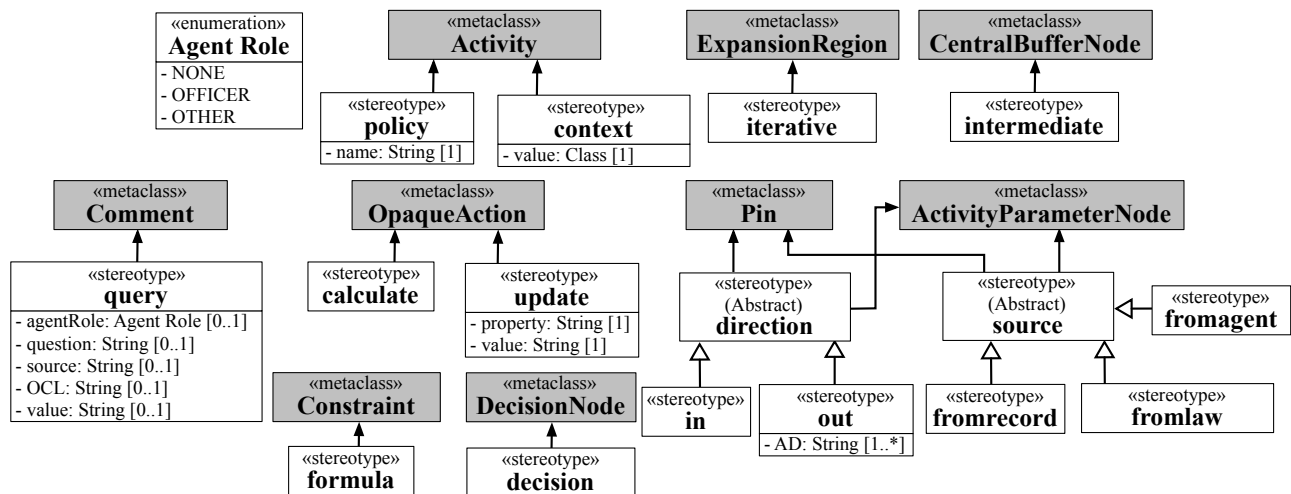 «enumeration»
Agent Role
- NONE
- OFFICER
- OTHER
«metaclass»
Activity
«stereotype»
policy
- name: String [1]
«stereotype»
context
- value: Class [1]
«metaclass»
ExpansionRegion
«stereotype»
iterative
«metaclass»
CentralBufferNode
«stereotype»
intermediate
«metaclass»
Comment
«stereotype»
query
- agentRole: Agent Role [0..1]
- question: String [0..1]
- source: String [0..1]
- OCL: String [0..1]
- value: String [0..1]
«metaclass»
OpaqueAction
«stereotype»
calculate
«stereotype»
update
- property: String [1]
- value: String [1]
«metaclass»
Pin
«metaclass»
ActivityParameterNode
«stereotype»
(Abstract)
direction
«stereotype»
(Abstract)
source
«stereotype»
fromagent
«metaclass»
Constraint
«stereotype»
formula
«metaclass»
DecisionNode
«stereotype»
decision
«stereotype»
in
«stereotype»
out
- AD: String [1..*]
«stereotype»
fromrecord
«stereotype»
fromlaw